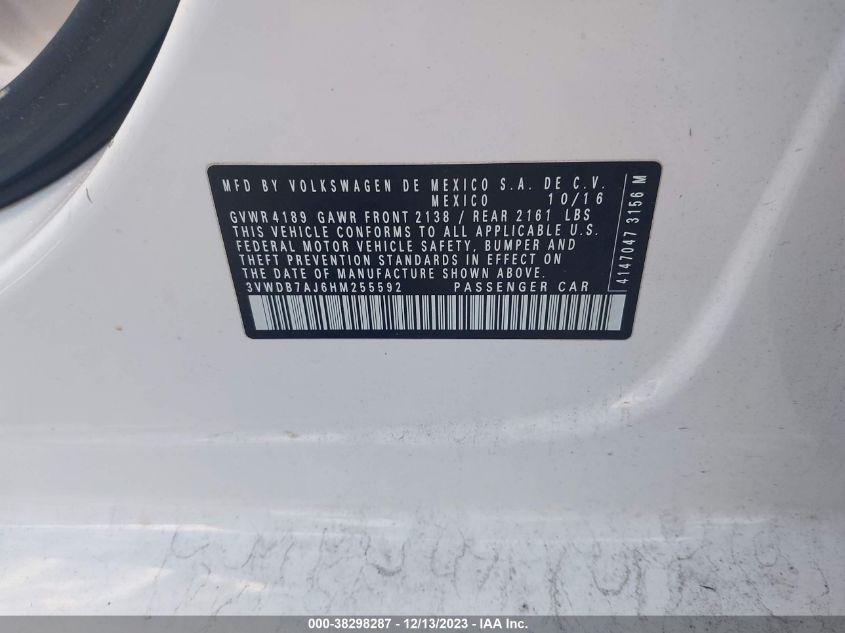 MFD BY VOLKSWAGEN DE MEXICO S.A. DE C.V.
MEXICO 10/16
GVWR 4189 GAWR FRONT 2138 / REAR 2161 LBS
THIS VEHICLE CONFORMS TO ALL APPLICABLE U.S.
FEDERAL MOTOR VEHICLE SAFETY, BUMPER AND
THEFT PREVENTION STANDARDS IN EFFECT ON
THE DATE OF MANUFACTURE SHOWN ABOVE.
3VWDB7AJ6HM255592 PASSENGER CAR
4147047 3156 M
000-38298287 - 12/13/2023 - IAA Inc.